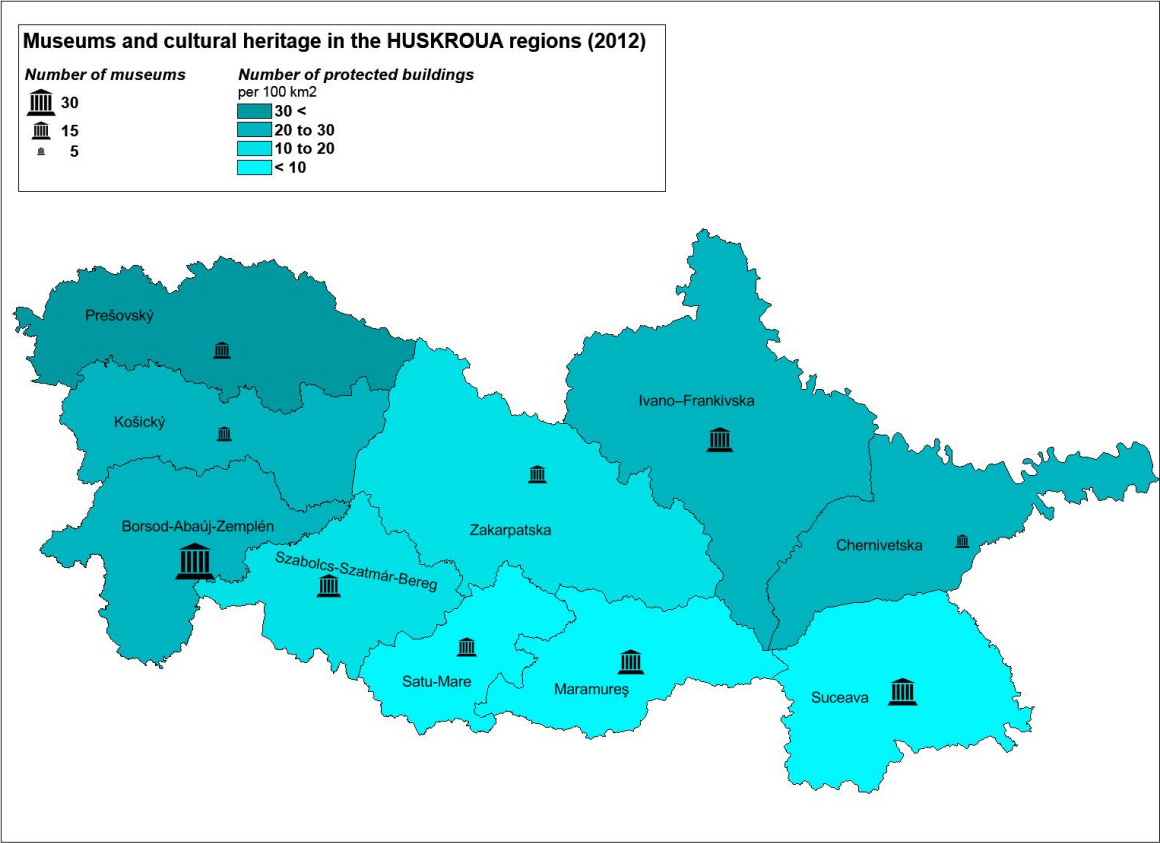 Museums and cultural heritage in the HUSKROUA regions (2012)
Number of museums
30
15
5
Number of protected buildings
per 100 km2
30 <
20 to 30
10 to 20
< 10
Prešovský
Košický
Ivano–Frankivska
Borsod-Abaúj-Zemplén
Zakarpatska
Chernivetska
Szabolcs-Szatmár-Bereg
Satu-Mare
Maramureş
Suceava